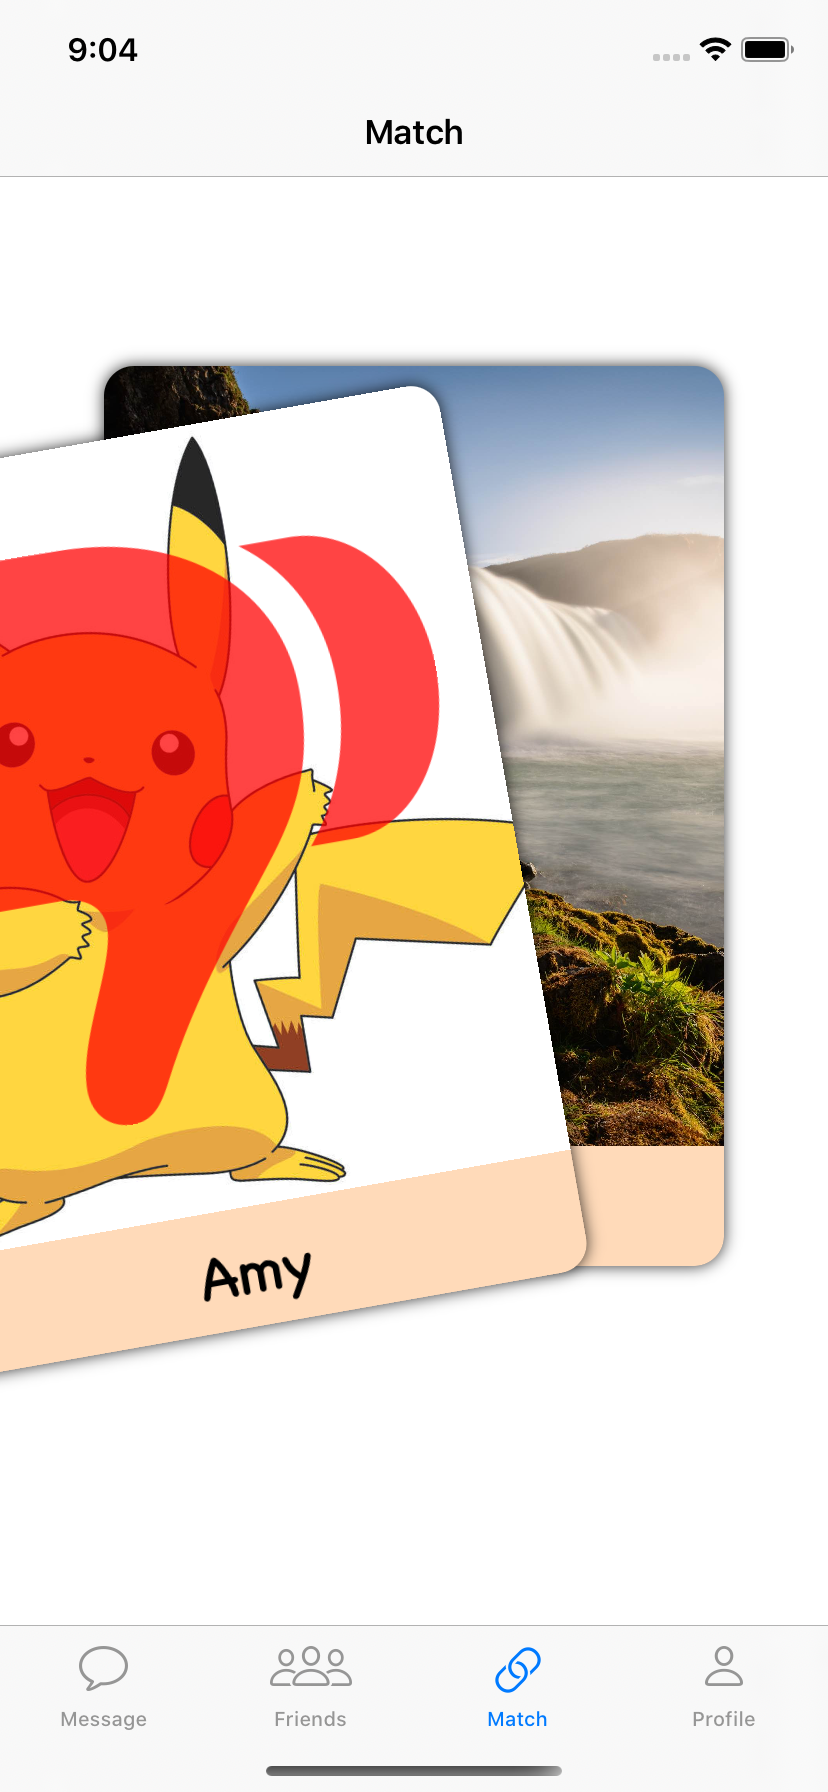 9:04
Match
Amy
Message
Friends
Match
Profile